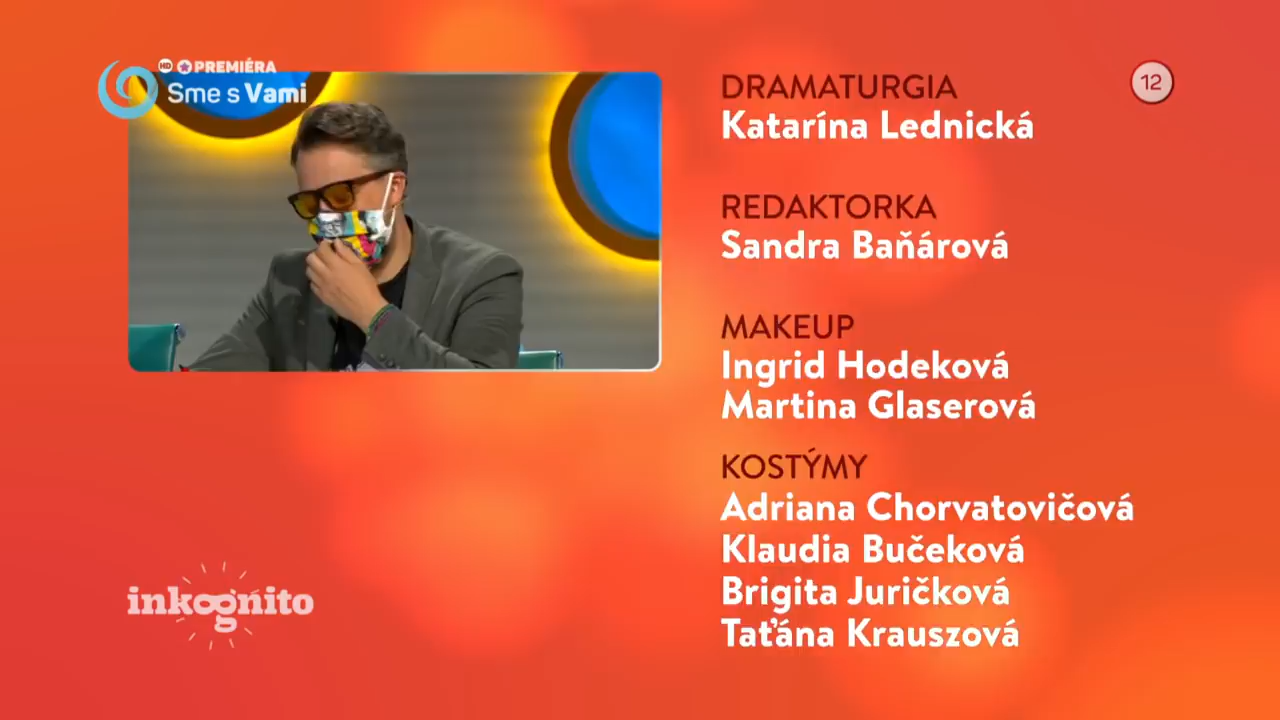 HD PREMIÉRA
Sme s Vami
12
DRAMATURGIA
Katarína Lednická
REDAKTORKA
Sandra Baňárová
MAKEUP
Ingrid Hodeková
Martina Glaserová
KOSTÝMY
Adriana Chorvatovičová
Klaudia Bučeková
Brigita Juričková
Taťána Krauszová
inkognito